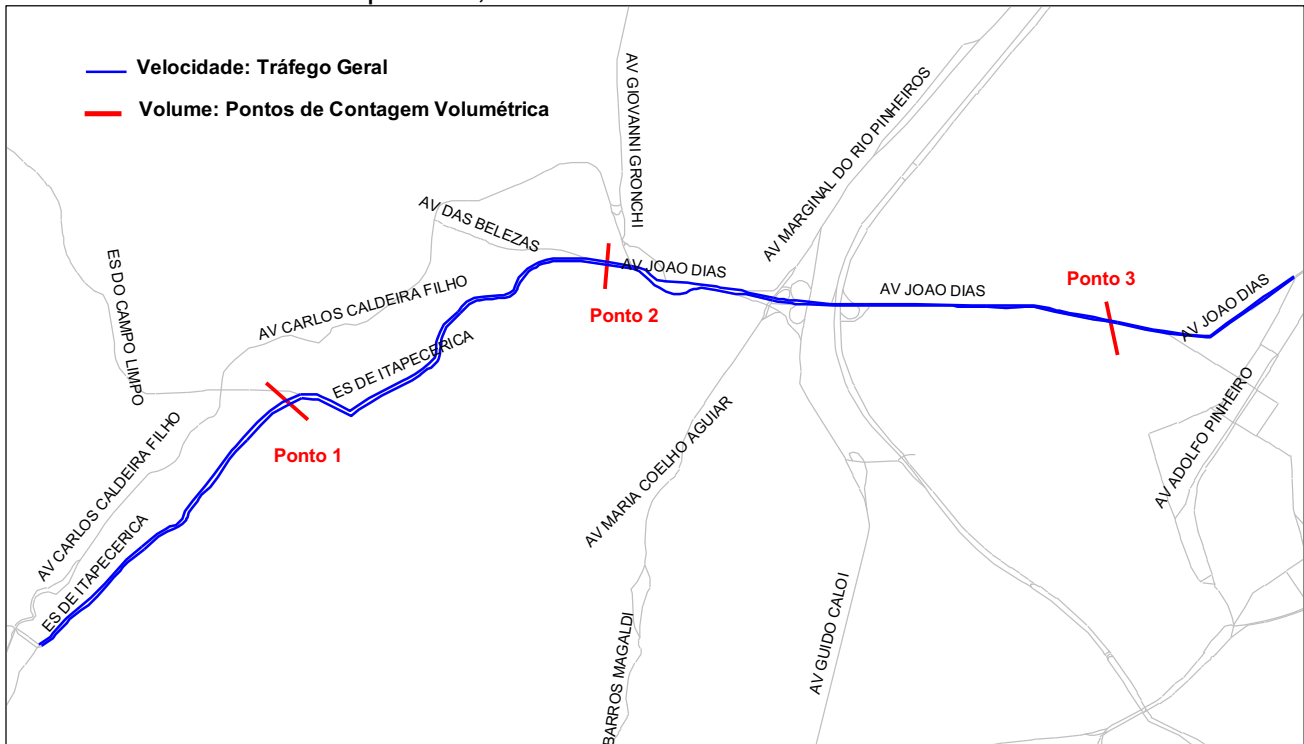 Velocidade: Tráfego Geral
Volume: Pontos de Contagem Volumétrica
AV GIOVANNI GRONCHI
AV MARGINAL DO RIO PINHEIROS
AV DAS BELEZAS
ES DO CAMPO LIMPO
AV CARLOS CALDEIRA FILHO
AV JOAO DIAS
Ponto 2
AV JOAO DIAS
Ponto 3
AV JOAO DIAS
ES DE ITAPECERICA
Ponto 1
AV CARLOS CALDEIRA FILHO
ES DE ITAPECERICA
AV MARIA COELHO AGUIAR
AV ADOLFO PINHEIRO
BARROS MAGALDI
AV GUIDO CALOI